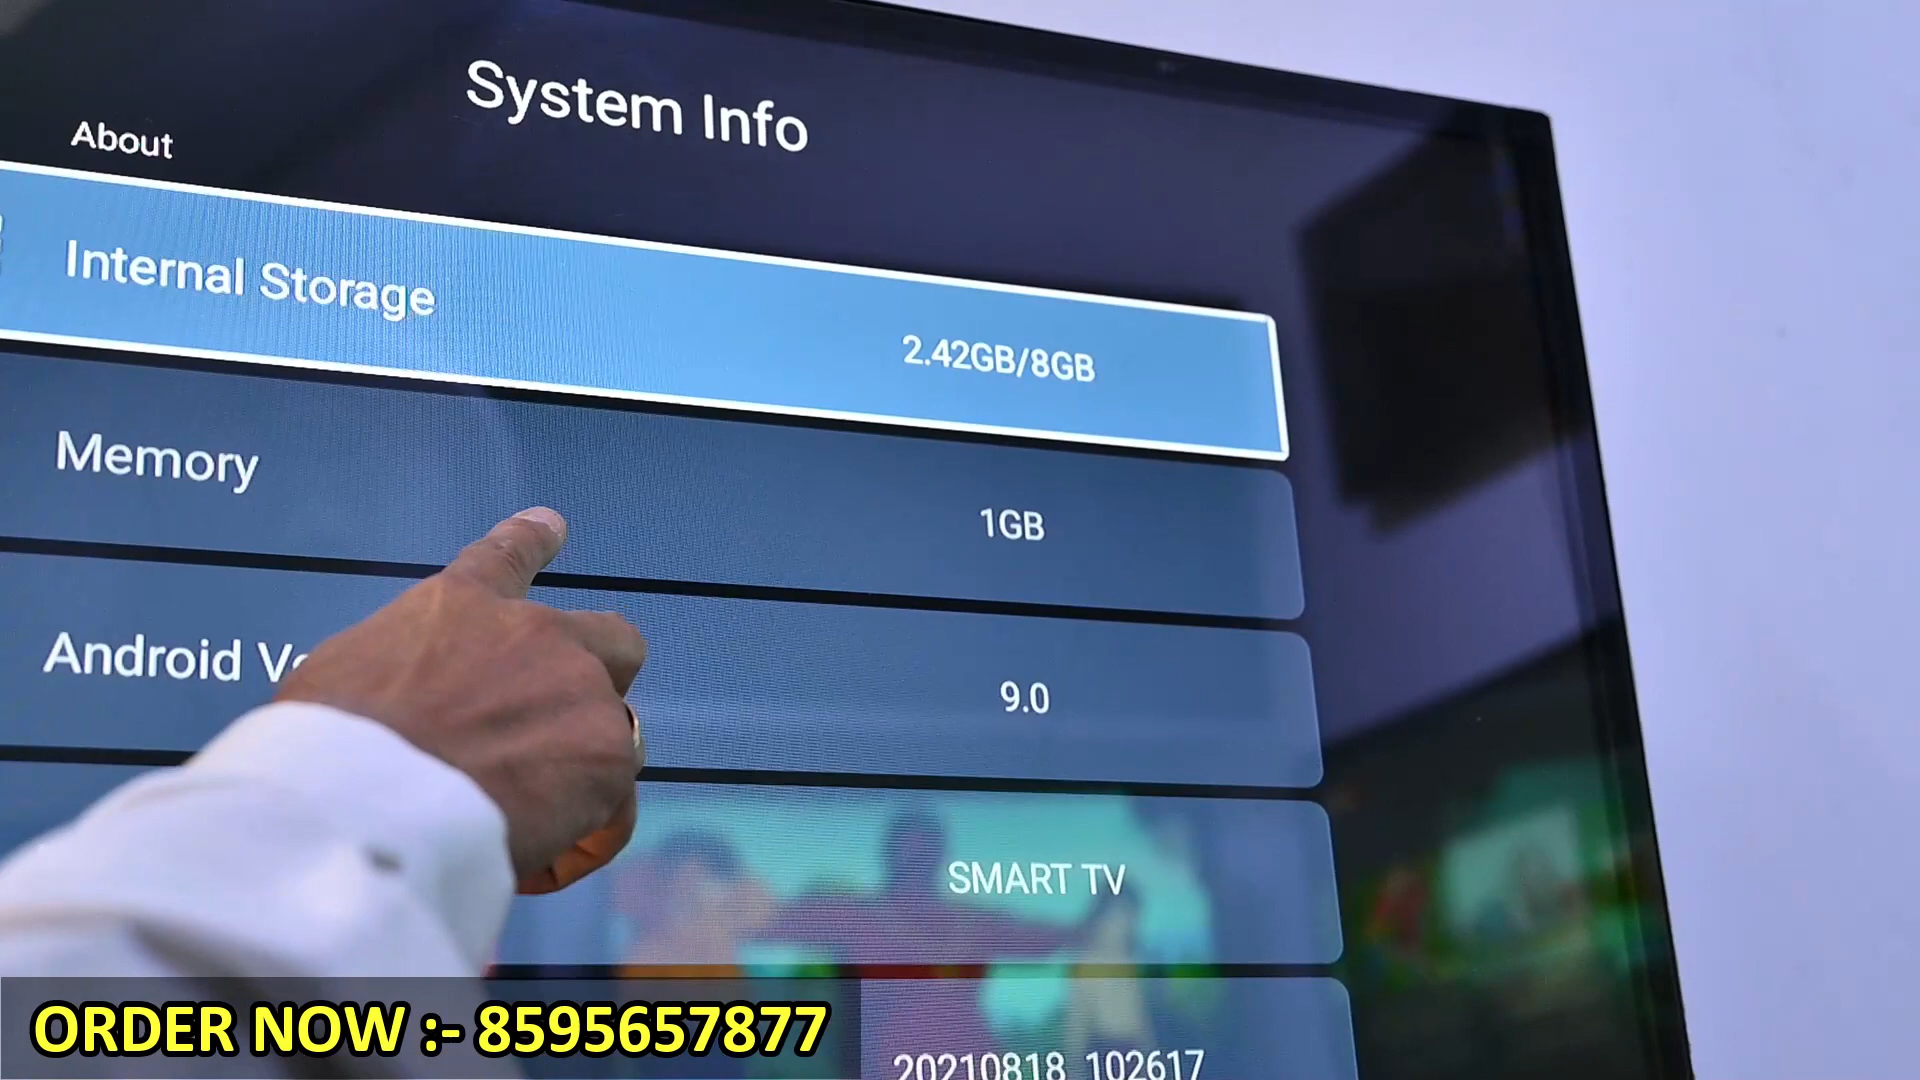 System Info
About
Internal Storage 2.42GB/8GB
Memory 1GB
Android 9.0
SMART TV
20210818_102617
ORDER NOW :- 8595657877